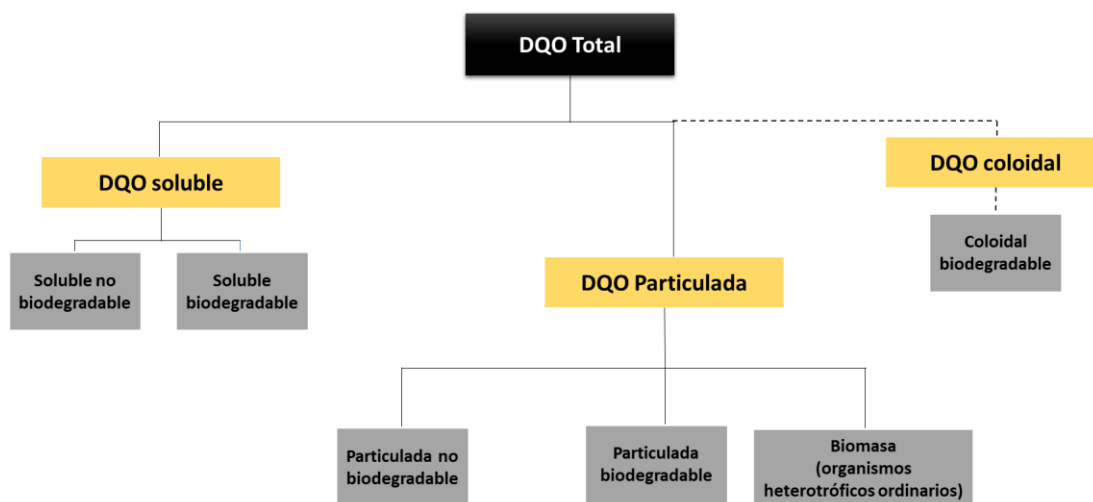 DQO Total
DQO soluble
DQO coloidal
Soluble no
biodegradable
Soluble
biodegradable
Coloidal
biodegradable
DQO Particulada
Particulada no
biodegradable
Particulada
biodegradable
Biomasa
(organismos
heterotróficos ordinarios)